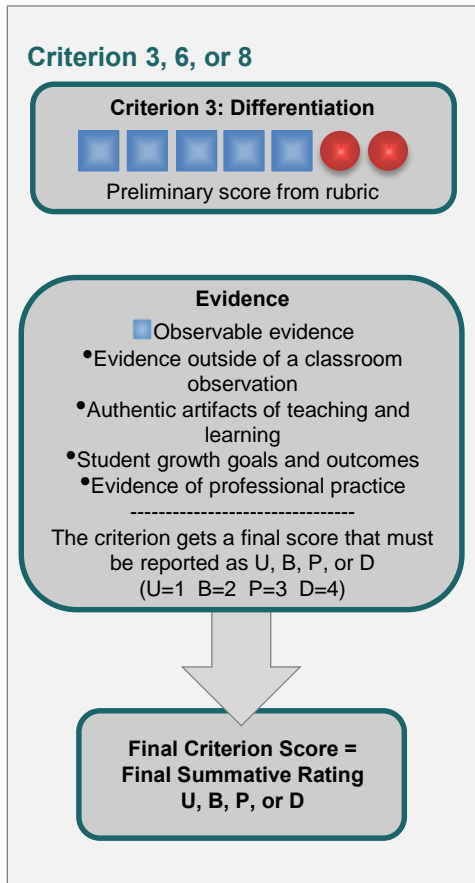 Criterion 3, 6, or 8
Criterion 3: Differentiation
Preliminary score from rubric
Evidence
Observable evidence
•Evidence outside of a classroom
observation
•Authentic artifacts of teaching and
learning
•Student growth goals and outcomes
•Evidence of professional practice
---------------------------------
The criterion gets a final score that must
be reported as U, B, P, or D
(U=1 B=2 P=3 D=4)
Final Criterion Score =
Final Summative Rating
U, B, P, or D